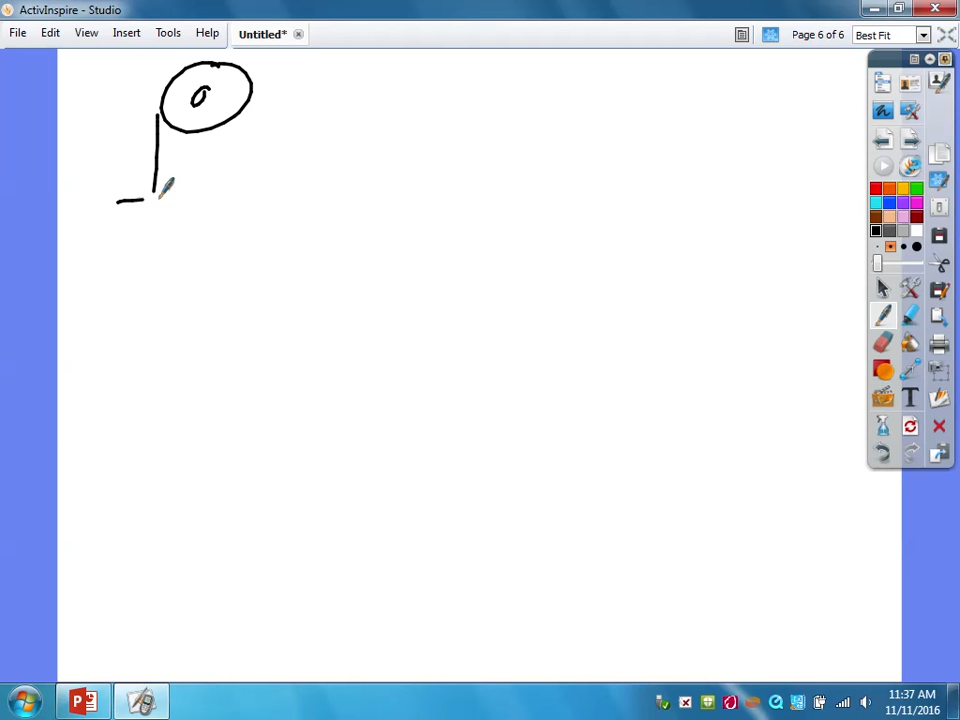 ActivInspire - Studio
File Edit View Insert Tools Help Untitled* Page 6 of 6 Best Fit
T
P
11:37 AM
11/11/2016